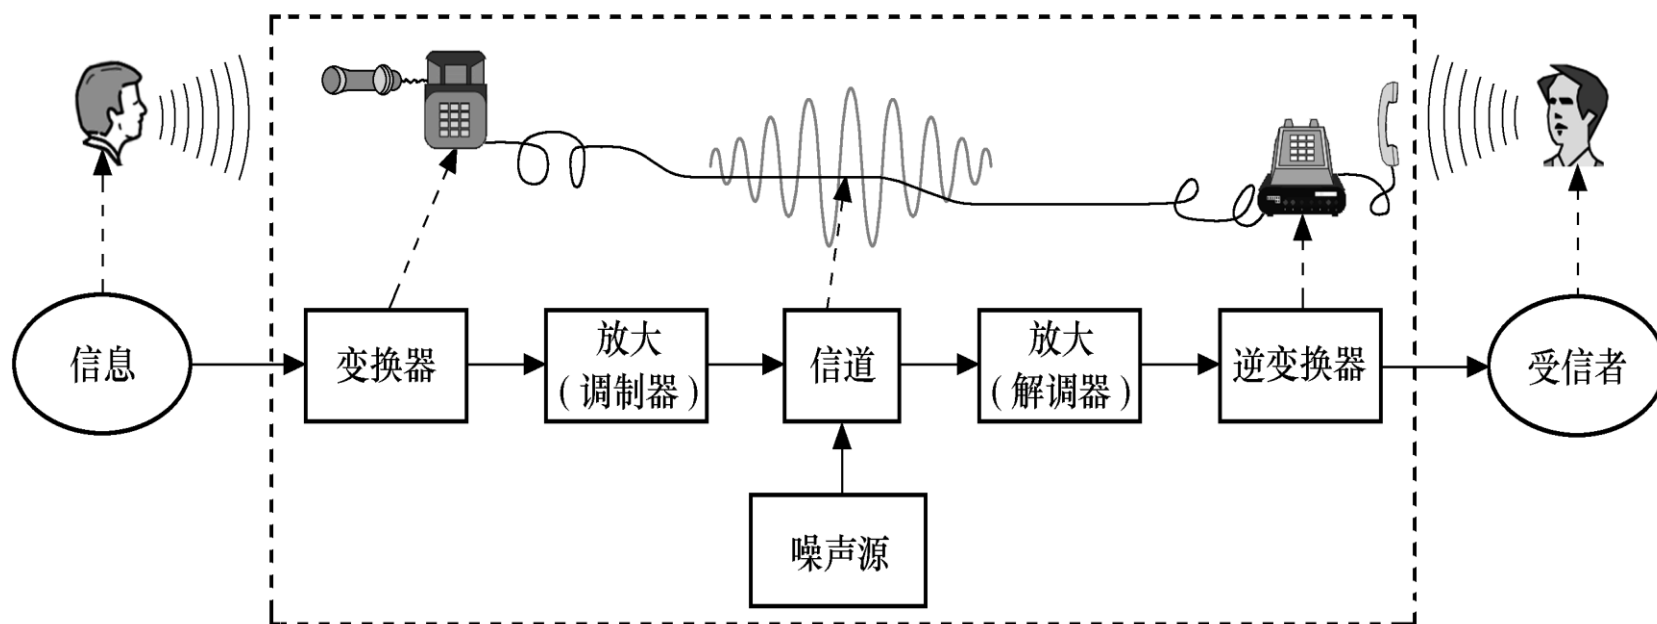 信息
变换器
放大
（调制器）
信道
放大
（解调器）
逆变换器
受信者
噪声源